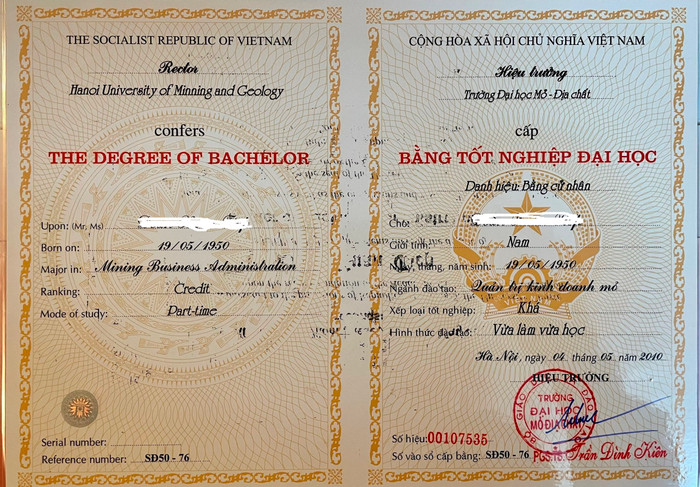 THE SOCIALIST REPUBLIC OF VIETNAM
Rector
Hanoi University of Minning and Geology
confers
THE DEGREE OF BACHELOR
Upon: (Mr, Ms)
Born on: 19/05/1950
Major in: Mining Business Administration
Ranking: Credit
Mode of study: Part-time
Serial number:
Reference number: SĐ50 - 76
CỘNG HÒA XÃ HỘI CHỦ NGHĨA VIỆT NAM
Hiệu trưởng
Trường Đại học Mỏ - Địa chất
cấp
BẰNG TỐT NGHIỆP ĐẠI HỌC
Danh hiệu: Bằng cử nhân
Cho:
Giới tính: Nam
Ngày, tháng, năm sinh: 19/05/1950
Ngành đào tạo: Quản trị kinh doanh mỏ
Xếp loại tốt nghiệp: Khá
Hình thức đào tạo: Vừa làm vừa học
Hà Nội, ngày 04 tháng 05 năm 2010
HIỆU TRƯỞNG
TRƯỜNG
ĐẠI HỌC
MỎ ĐỊA CHẤT
Số hiệu: 00107535
Số vào sổ cấp bằng: SĐ50 - 76
PGS.TS. Trần Đình Kiên